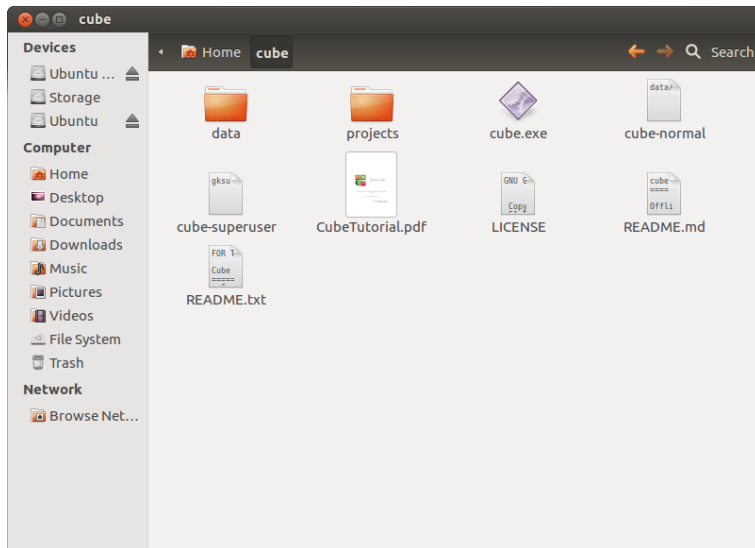 cube
Devices
Home cube
Search
Ubuntu ...
Storage
Ubuntu
Computer
Home
Desktop
Documents
Downloads
Music
Pictures
Videos
File System
Trash
Network
Browse Net...
data
projects
cube.exe
data/
cube-normal
gksu
cube-superuser
CubeTutorial.pdf
GNU G
Copy
LICENSE
cube
====
Offli
README.md
FOR T
Cube
=====
README.txt